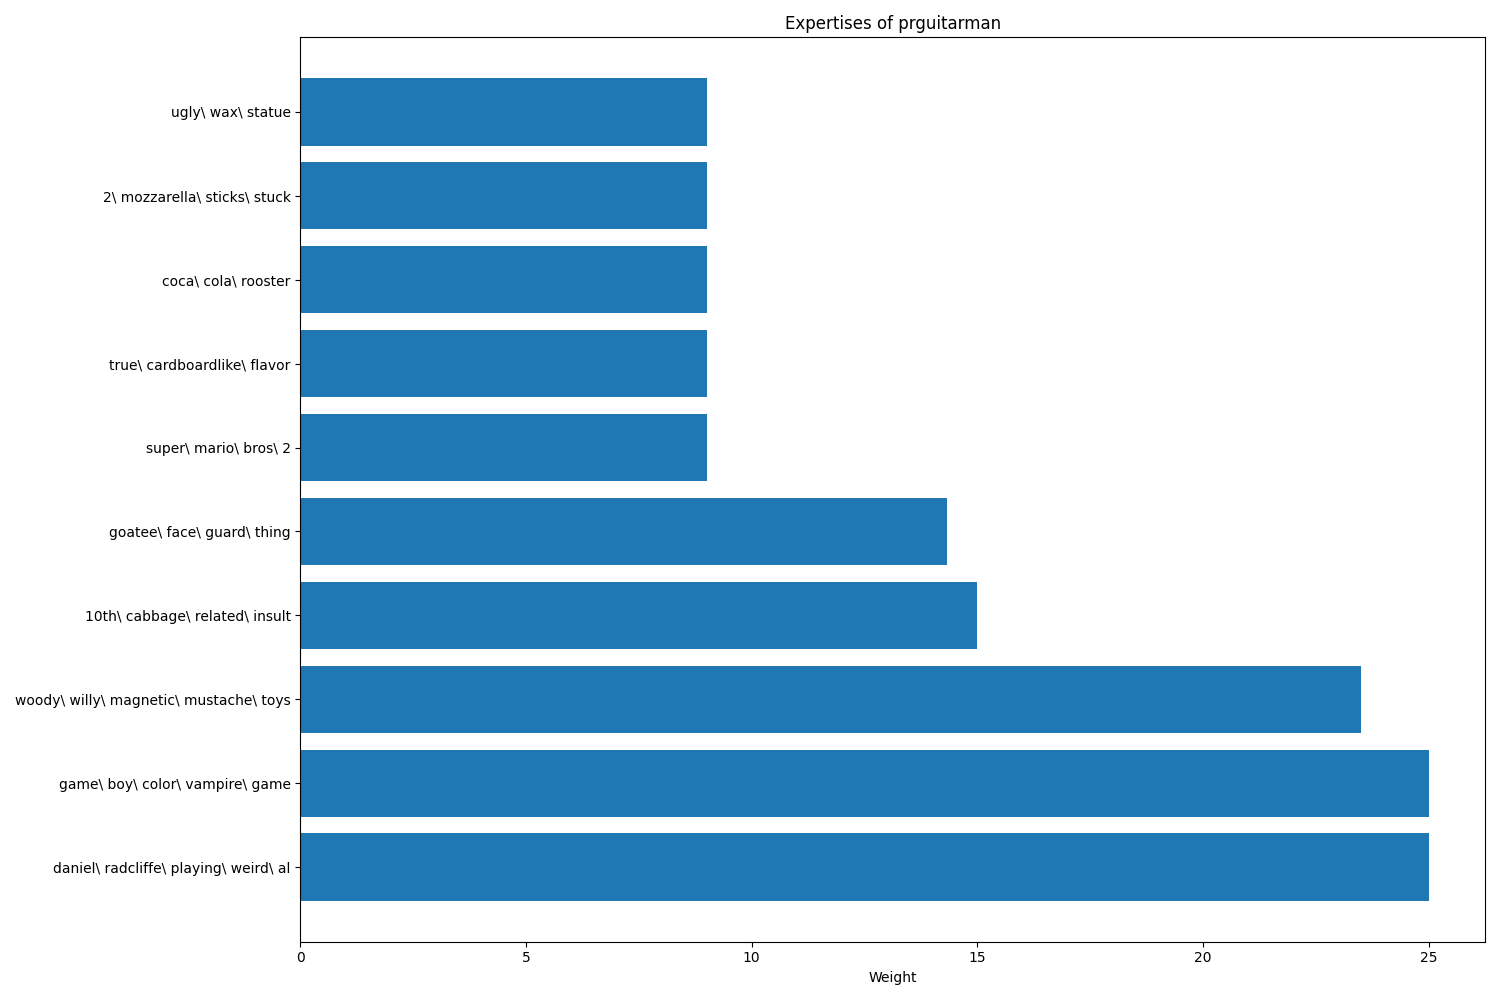 Expertises of prguitarman
ugly\ wax\ statue
2\ mozzarella\ sticks\ stuck
coca\ cola\ rooster
true\ cardboardlike\ flavor
super\ mario\ bros\ 2
goatee\ face\ guard\ thing
10th\ cabbage\ related\ insult
woody\ willy\ magnetic\ mustache\ toys
game\ boy\ color\ vampire\ game
daniel\ radcliffe\ playing\ weird\ al
0 5 10 15 20 25
Weight